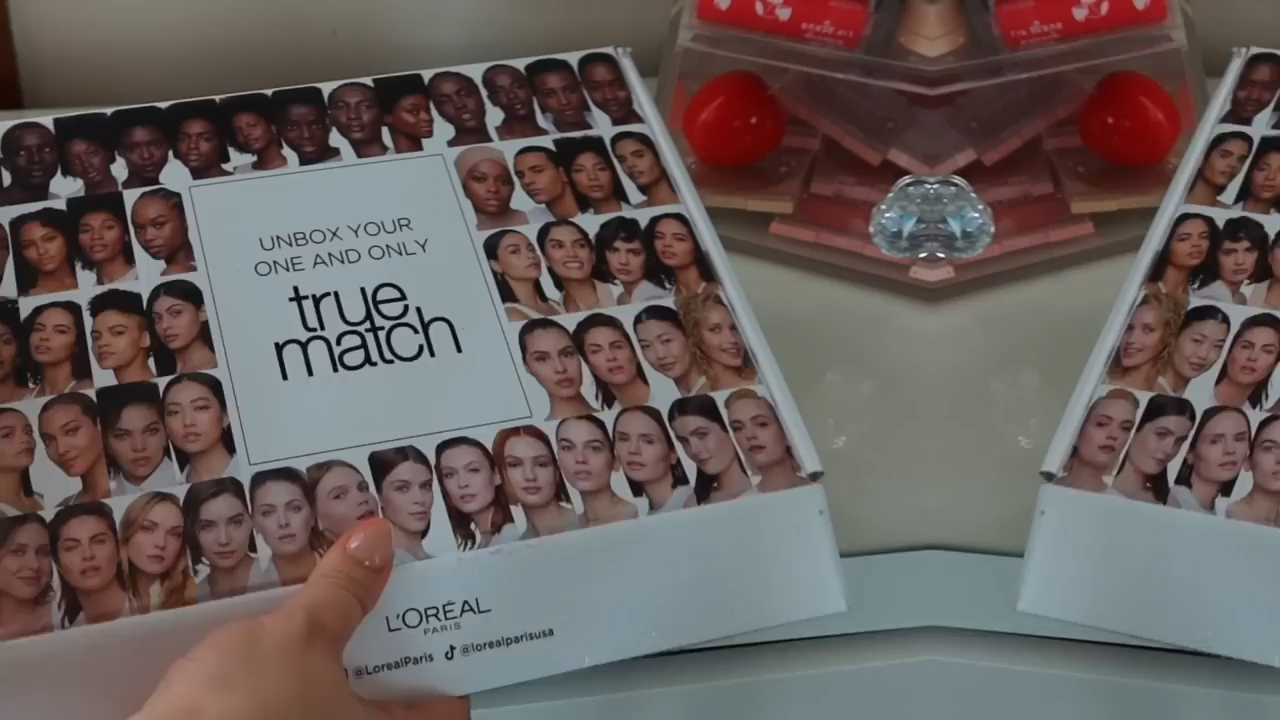 UNBOX YOUR
ONE AND ONLY
true
match
L'ORÉAL
PARIS
@LorealParis @lorealparisusa